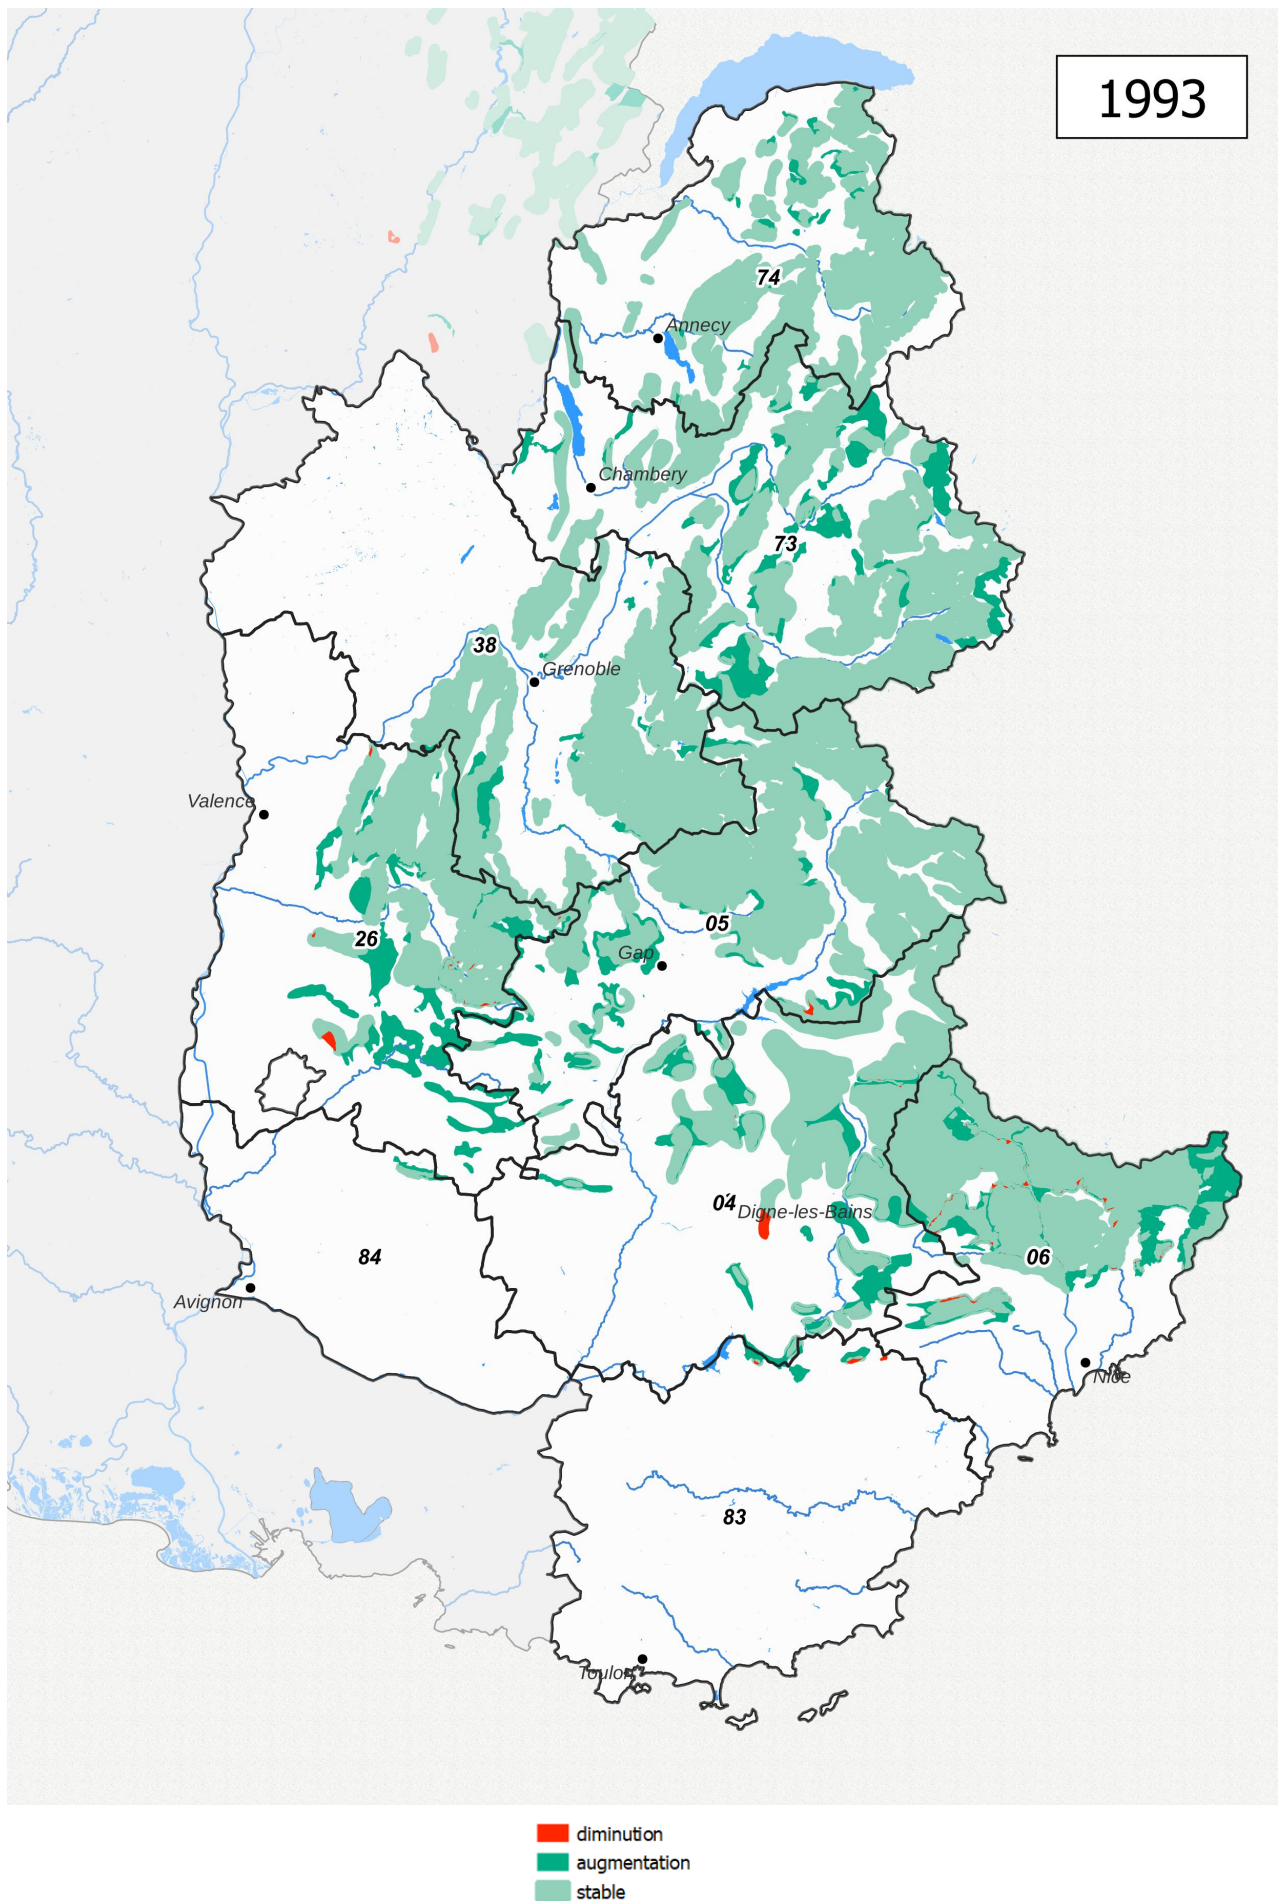 1993
74
Annecy
Chambery
73
38
Grenoble
Valence
05
26
Gap
04
Digne-les-Bains
84
06
Avignon
Nice
83
Toulon
diminution
augmentation
stable